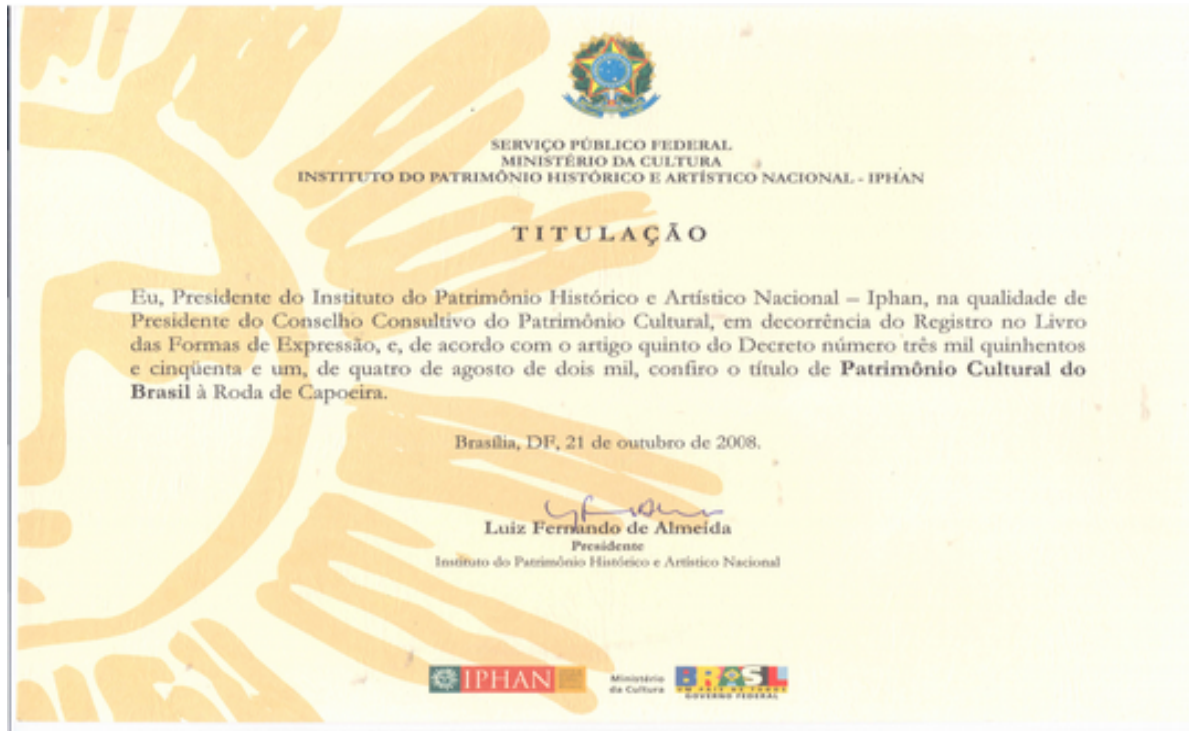 SERVIÇO PÚBLICO FEDERAL
MINISTÉRIO DA CULTURA
INSTITUTO DO PATRIMÔNIO HISTÓRICO E ARTÍSTICO NACIONAL - IPHAN
TITULAÇÃO
Eu, Presidente do Instituto do Patrimônio Histórico e Artístico Nacional – Iphan, na qualidade de
Presidente do Conselho Consultivo do Patrimônio Cultural, em decorrência do Registro no Livro
das Formas de Expressão, e, de acordo com o artigo quinto do Decreto número três mil quinhentos
e cinqüenta e um, de quatro de agosto de dois mil, confiro o título de Patrimônio Cultural do
Brasil à Roda de Capoeira.
Brasília, DF, 21 de outubro de 2008.
Luiz Fernando de Almeida
Presidente
Instituto do Patrimônio Histórico e Artístico Nacional
IPHAN
Ministério
da Cultura
BRASIL
UM PAÍS DE TODOS
GOVERNO FEDERAL